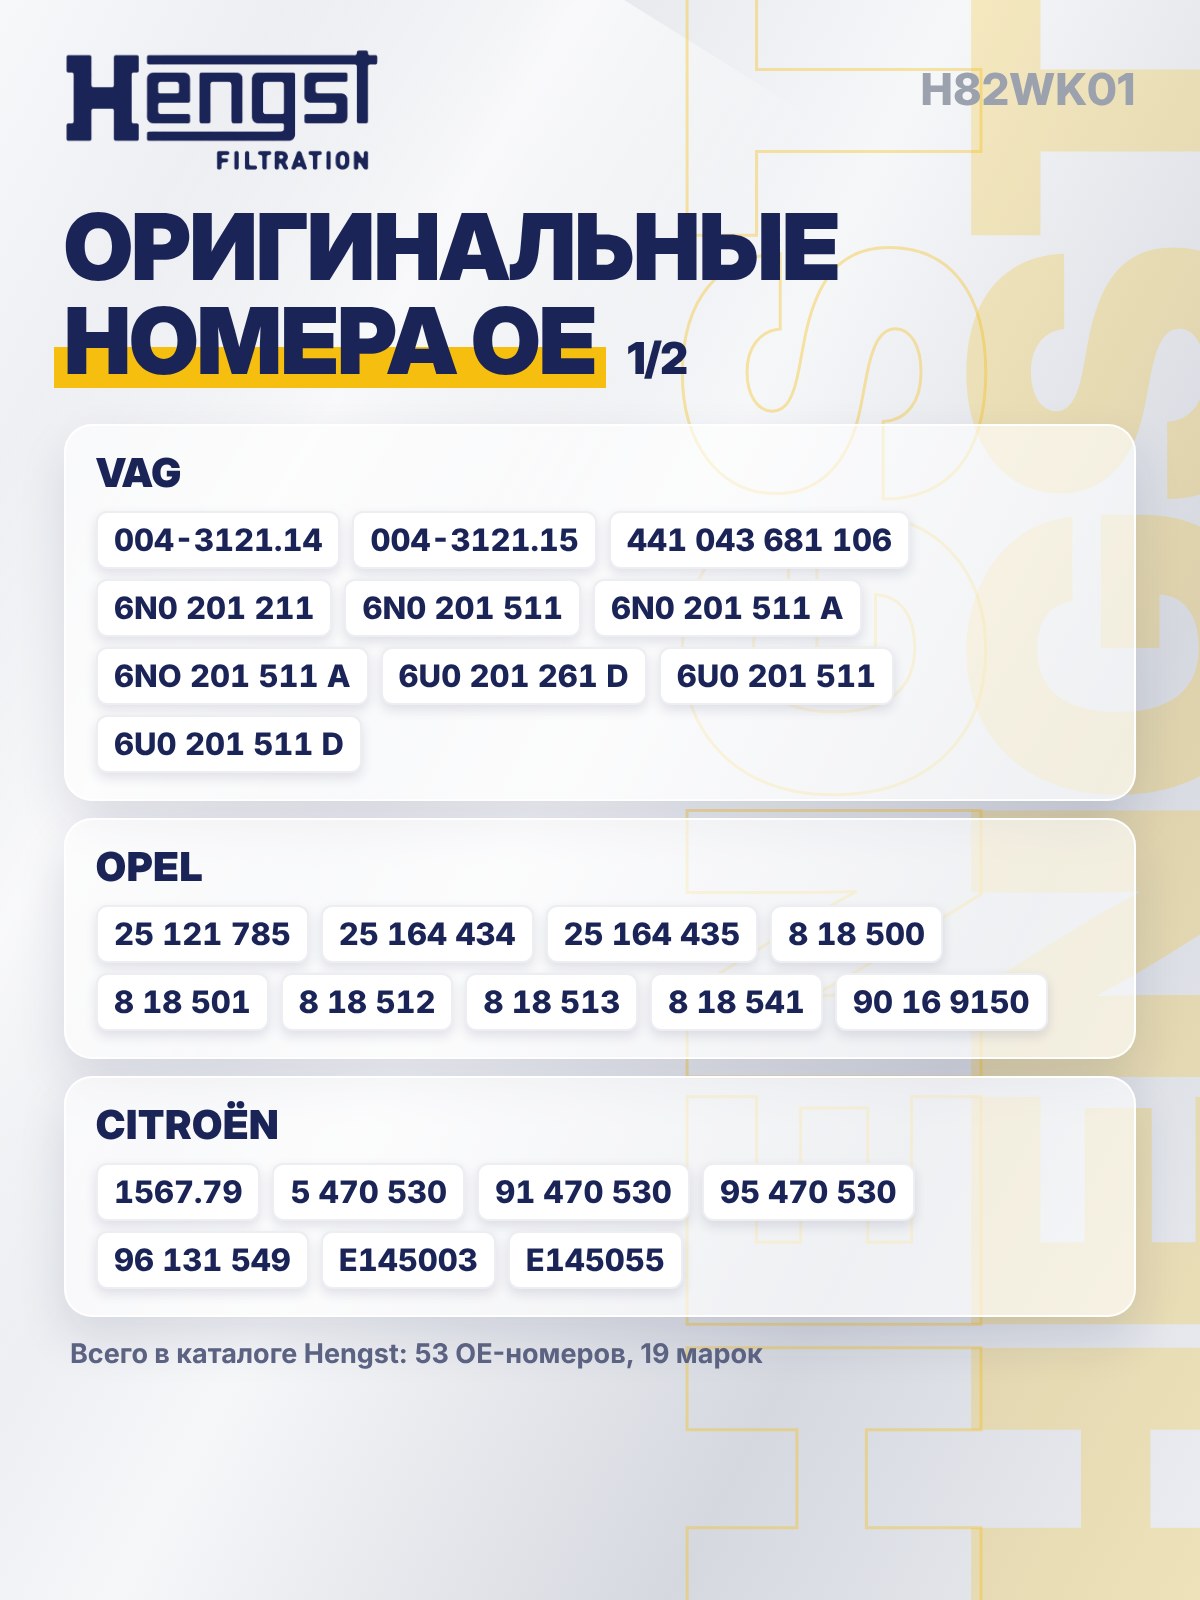 Hengst
FILTRATION
H82WK01
ОРИГИНАЛЬНЫЕ
НОМЕРА OE 1/2
VAG
004-3121.14 004-3121.15 441 043 681 106
6N0 201 211 6N0 201 511 6N0 201 511 A
6NO 201 511 A 6U0 201 261 D 6U0 201 511
6U0 201 511 D
OPEL
25 121 785 25 164 434 25 164 435 8 18 500
8 18 501 8 18 512 8 18 513 8 18 541 90 16 9150
CITROËN
1567.79 5 470 530 91 470 530 95 470 530
96 131 549 E145003 E145055
Всего в каталоге Hengst: 53 OE-номеров, 19 марок
HENGST
HENGST